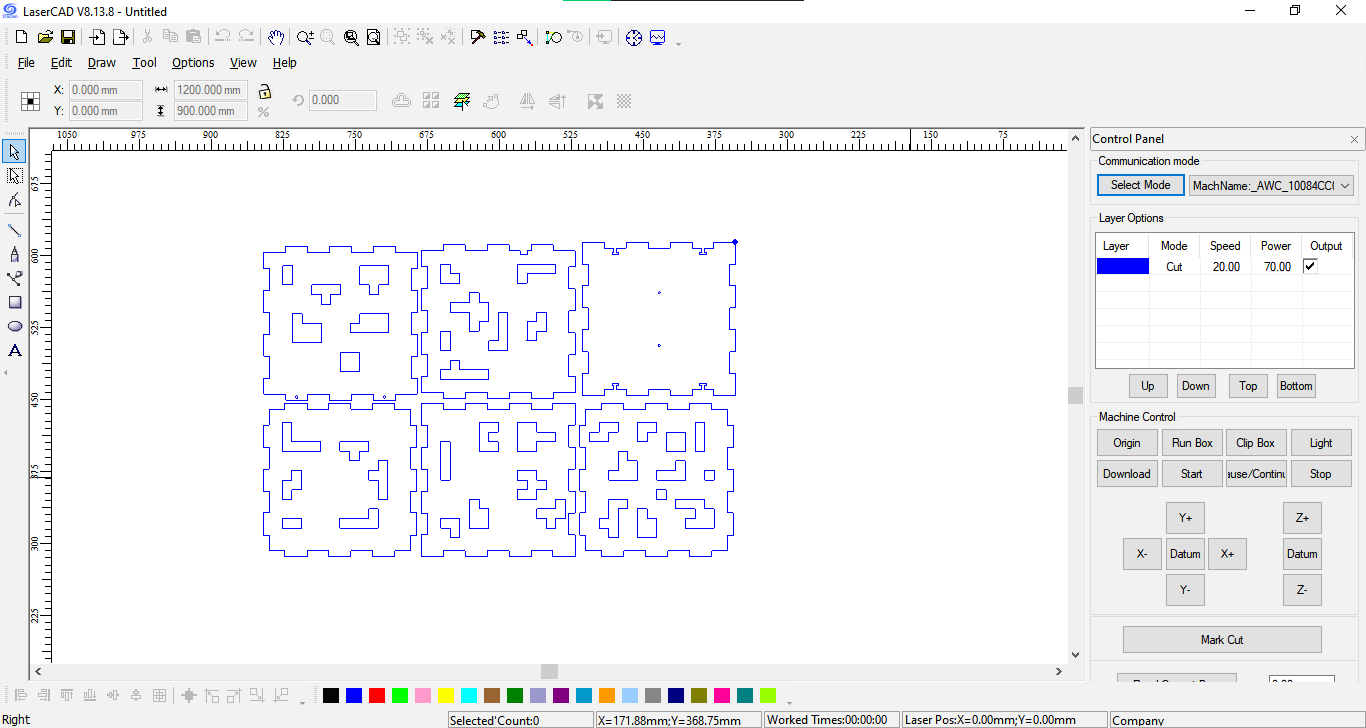 LaserCAD V8.13.8 - Untitled
File Edit Draw Tool Options View Help
X: 0.000 mm 1200.000 mm 0.000
Y: 0.000 mm 900.000 mm %
1050 975 900 825 750 675 600 525 450 375 300 225 150 75
675
600
525
450
375
300
225
A
Control Panel
Communication mode
Select Mode MachName:_AWC_10084CC(
Layer Options
Layer Mode Speed Power Output
Cut 20.00 70.00
Up Down Top Bottom
Machine Control
Origin Run Box Clip Box Light
Download Start ause/Continu Stop
Y+ Z+
X- Datum X+ Datum
Y- Z-
Mark Cut
Right Selected'Count:0 X=171.88mm;Y=368.75mm Worked Times:00:00:00 Laser Pos:X=0.00mm;Y=0.00mm Company